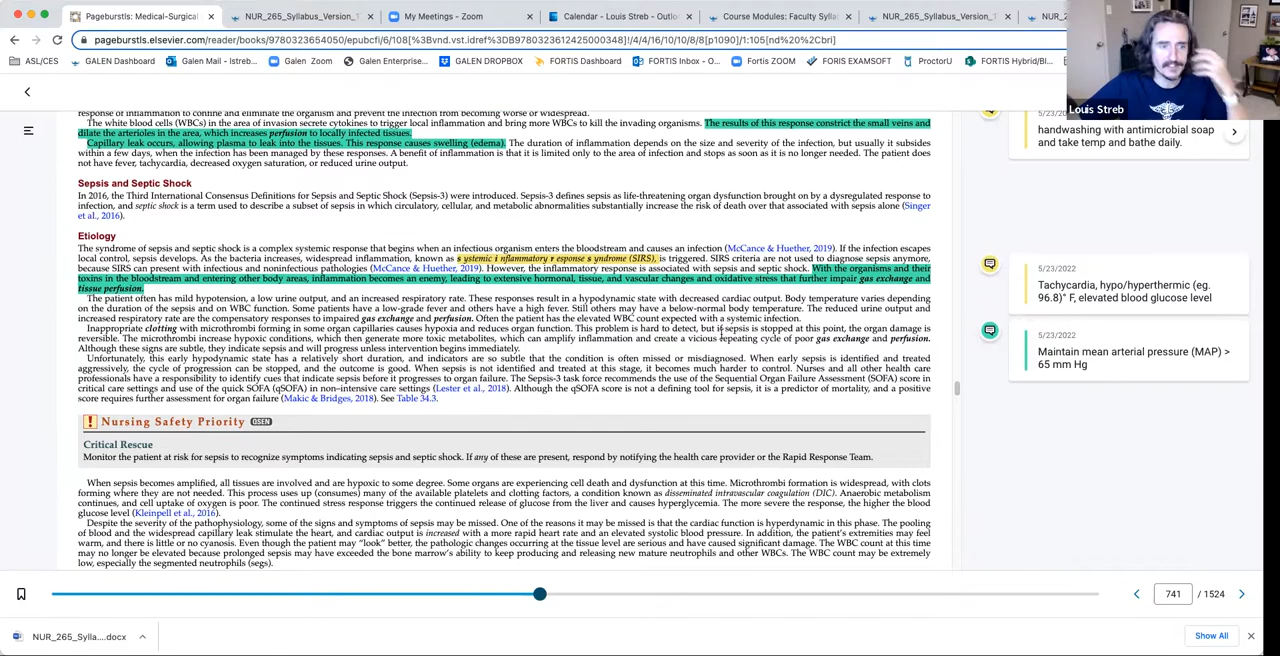 Pageburstls: Medical-Surgical
NUR_265_Syllabus_Version_1
My Meetings - Zoom
Calendar - Louis Streb - Outlo
Course Modules: Faculty Sylla
NUR_265_Syllabus_Version_1
NUR_2
pageburstls.elsevier.com/reader/books/9780323654050/epubcfi/6/108[%3Bvnd.vst.idref%3DB9780323612425000348]!/4/4/16/10/10/8/8[p1090]/1:105[nd%20%2Cbri]
ASL/CES
GALEN Dashboard
Galen Mail - lstreb...
Galen Zoom
Galen Enterprise...
GALEN DROPBOX
FORTIS Dashboard
FORTIS Inbox - O...
Fortis ZOOM
FORIS EXAMSOFT
ProctorU
FORTIS Hybrid/Bl...
Louis Streb
response of inflammation to confine and eliminate the organism and prevent the infection from becoming worse or widespread.
The white blood cells (WBCs) in the area of invasion secrete cytokines to trigger local inflammation and bring more WBCs to kill the invading organisms. The results of this response constrict the small veins and
dilate the arterioles in the area, which increases perfusion to locally infected tissues.
Capillary leak occurs, allowing plasma to leak into the tissues. This response causes swelling (edema). The duration of inflammation depends on the size and severity of the infection, but usually it subsides
within a few days, when the infection has been managed by these responses. A benefit of inflammation is that it is limited only to the area of infection and stops as soon as it is no longer needed. The patient does
not have fever, tachycardia, decreased oxygen saturation, or reduced urine output.
Sepsis and Septic Shock
In 2016, the Third International Consensus Definitions for Sepsis and Septic Shock (Sepsis-3) were introduced. Sepsis-3 defines sepsis as life-threatening organ dysfunction brought on by a dysregulated response to
infection, and septic shock is a term used to describe a subset of sepsis in which circulatory, cellular, and metabolic abnormalities substantially increase the risk of death over that associated with sepsis alone (Singer
et al., 2016).
Etiology
The syndrome of sepsis and septic shock is a complex systemic response that begins when an infectious organism enters the bloodstream and causes an infection (McCance & Huether, 2019). If the infection escapes
local control, sepsis develops. As the bacteria increases, widespread inflammation, known as s ystemic i nflammatory r esponse s yndrome (SIRS), is triggered. SIRS criteria are not used to diagnose sepsis anymore,
because SIRS can present with infectious and noninfectious pathologies (McCance & Huether, 2019). However, the inflammatory response is associated with sepsis and septic shock. With the organisms and their
toxins in the bloodstream and entering other body areas, inflammation becomes an enemy, leading to extensive hormonal, tissue, and vascular changes and oxidative stress that further impair gas exchange and
tissue perfusion.
The patient often has mild hypotension, a low urine output, and an increased respiratory rate. These responses result in a hypodynamic state with decreased cardiac output. Body temperature varies depending
on the duration of the sepsis and on WBC function. Some patients have a low-grade fever and others have a high fever. Still others may have a below-normal body temperature. The reduced urine output and
increased respiratory rate are the compensatory responses to impaired gas exchange and perfusion. Often the patient has the elevated WBC count expected with a systemic infection.
Inappropriate clotting with microthrombi forming in some organ capillaries causes hypoxia and reduces organ function. This problem is hard to detect, but if sepsis is stopped at this point, the organ damage is
reversible. The microthrombi increase hypoxic conditions, which then generate more toxic metabolites, which can amplify inflammation and create a vicious repeating cycle of poor gas exchange and perfusion.
Although these signs are subtle, they indicate sepsis and will progress unless intervention begins immediately.
Unfortunately, this early hypodynamic state has a relatively short duration, and indicators are so subtle that the condition is often missed or misdiagnosed. When early sepsis is identified and treated
aggressively, the cycle of progression can be stopped, and the outcome is good. When sepsis is not identified and treated at this stage, it becomes much harder to control. Nurses and all other health care
professionals have a responsibility to identify cues that indicate sepsis before it progresses to organ failure. The Sepsis-3 task force recommends the use of the Sequential Organ Failure Assessment (SOFA) score in
critical care settings and use of the quick SOFA (qSOFA) in non–intensive care settings (Lester et al., 2018). Although the qSOFA score is not a defining tool for sepsis, it is a predictor of mortality, and a positive
score requires further assessment for organ failure (Makic & Bridges, 2018). See Table 34.3.
! Nursing Safety Priority QSEN
Critical Rescue
Monitor the patient at risk for sepsis to recognize symptoms indicating sepsis and septic shock. If any of these are present, respond by notifying the health care provider or the Rapid Response Team.
When sepsis becomes amplified, all tissues are involved and are hypoxic to some degree. Some organs are experiencing cell death and dysfunction at this time. Microthrombi formation is widespread, with clots
forming where they are not needed. This process uses up (consumes) many of the available platelets and clotting factors, a condition known as disseminated intravascular coagulation (DIC). Anaerobic metabolism
continues, and cell uptake of oxygen is poor. The continued stress response triggers the continued release of glucose from the liver and causes hyperglycemia. The more severe the response, the higher the blood
glucose level (Kleinpell et al., 2016).
Despite the severity of the pathophysiology, some of the signs and symptoms of sepsis may be missed. One of the reasons it may be missed is that the cardiac function is hyperdynamic in this phase. The pooling
of blood and the widespread capillary leak stimulate the heart, and cardiac output is increased with a more rapid heart rate and an elevated systolic blood pressure. In addition, the patient's extremities may feel
warm, and there is little or no cyanosis. Even though the patient may "look" better, the pathologic changes occurring at the tissue level are serious and have caused significant damage. The WBC count at this time
may no longer be elevated because prolonged sepsis may have exceeded the bone marrow's ability to keep producing and releasing new mature neutrophils and other WBCs. The WBC count may be extremely
low, especially the segmented neutrophils (segs).
handwashing with antimicrobial soap
and take temp and bathe daily.
5/23/2022
Tachycardia, hypo/hyperthermic (eg.
96.8)° F, elevated blood glucose level
5/23/2022
Maintain mean arterial pressure (MAP) >
65 mm Hg
741 / 1524
NUR_265_Sylla....docx
Show All